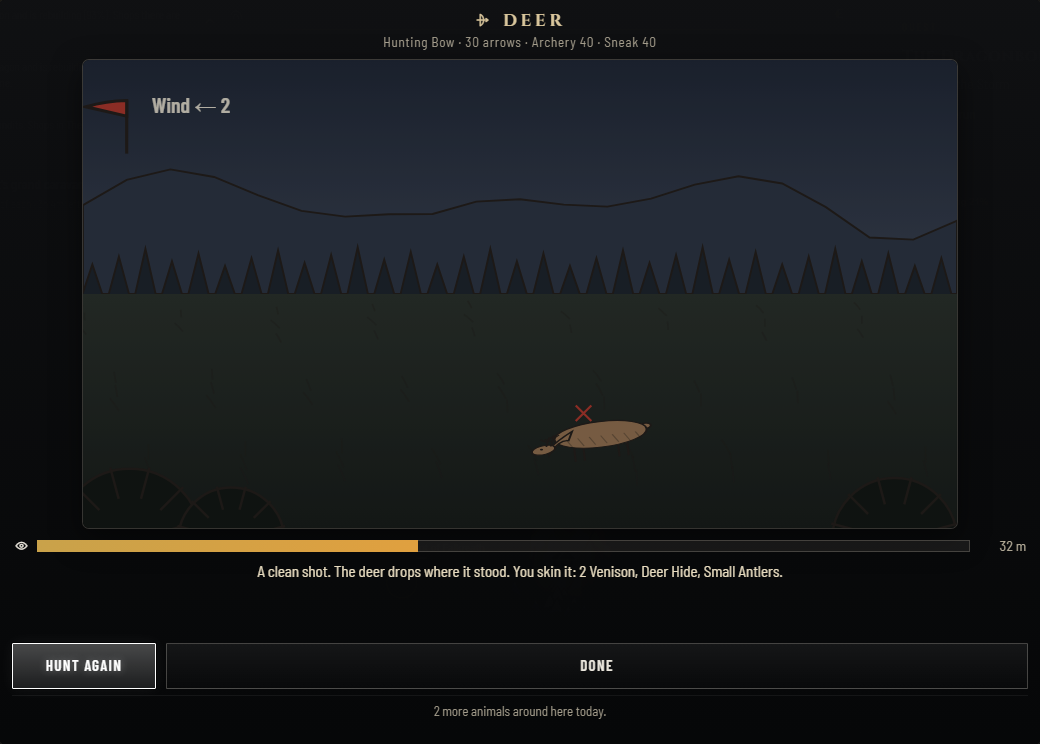 DEER
Hunting Bow · 30 arrows · Archery 40 · Sneak 40
Wind ← 2
32 m
A clean shot. The deer drops where it stood. You skin it: 2 Venison, Deer Hide, Small Antlers.
HUNT AGAIN
DONE
2 more animals around here today.